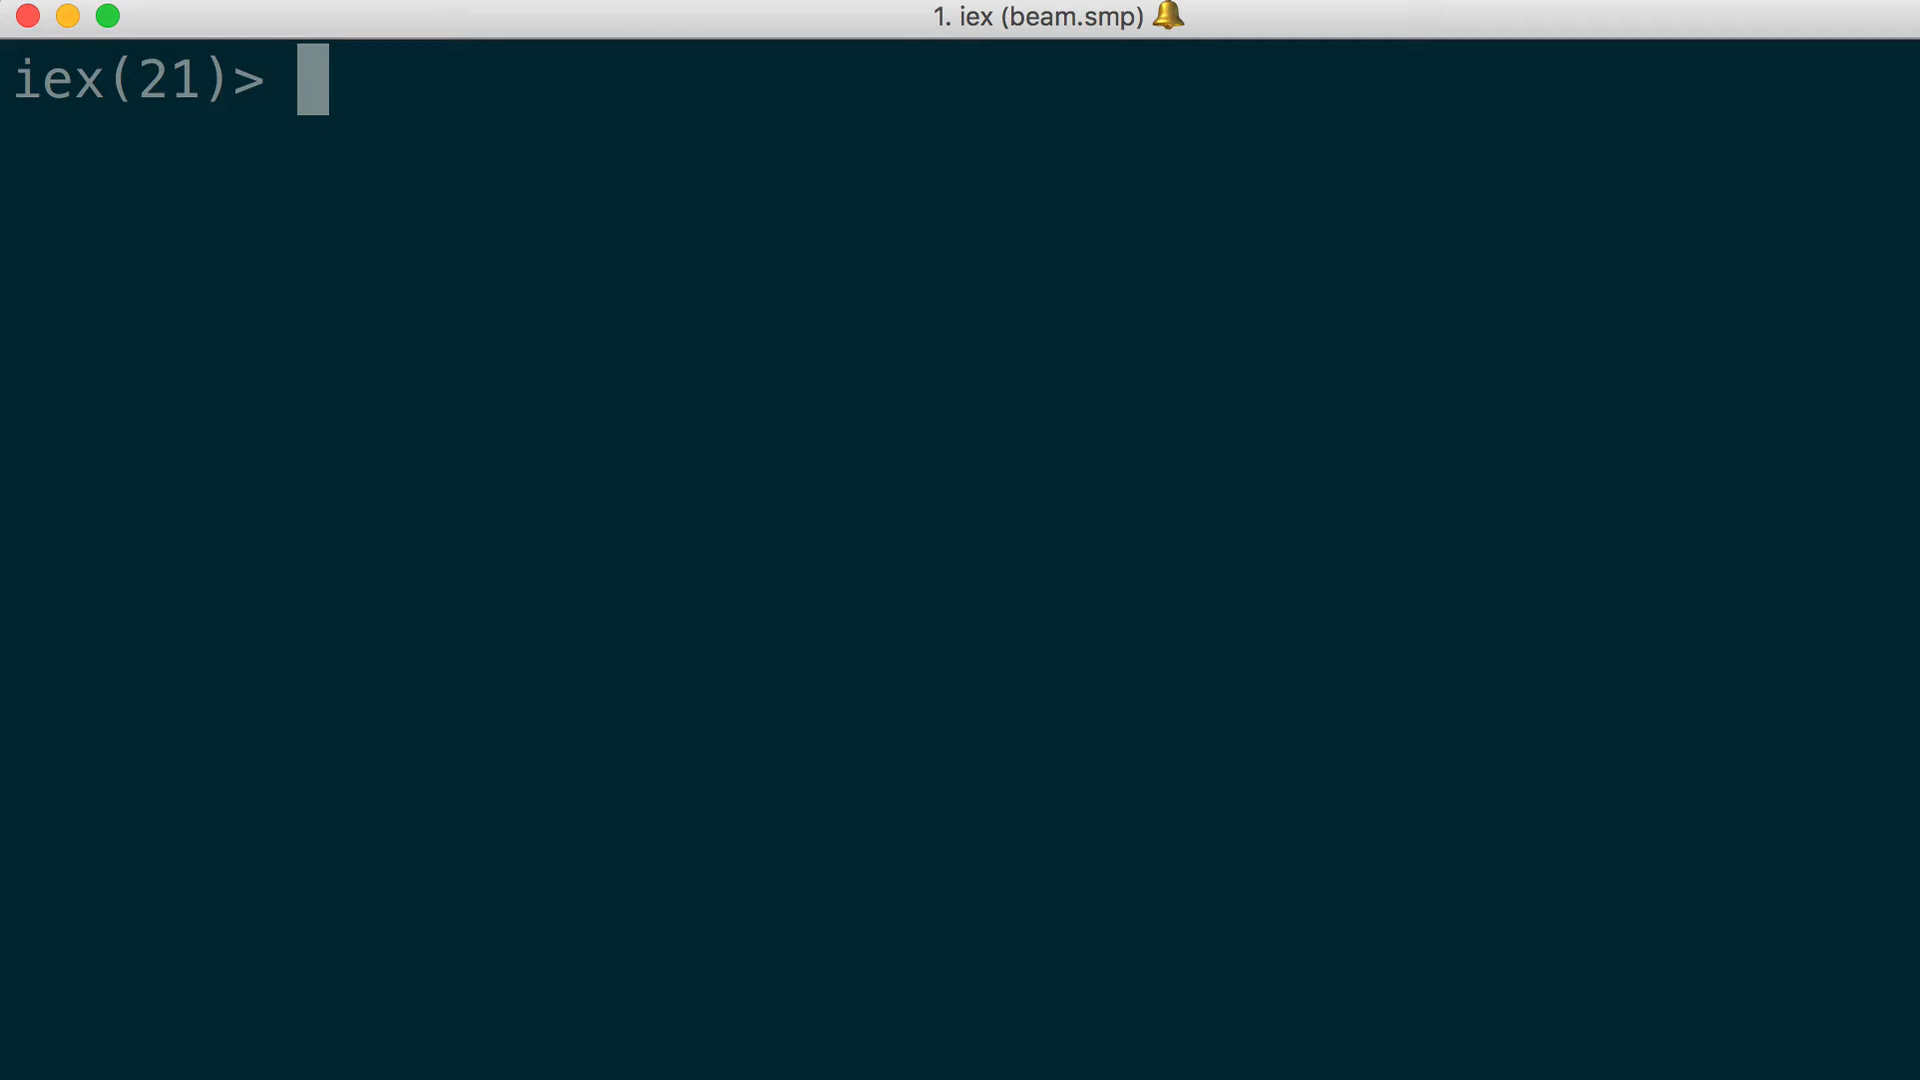 1. iex (beam.smp) 🔔
iex(21)>